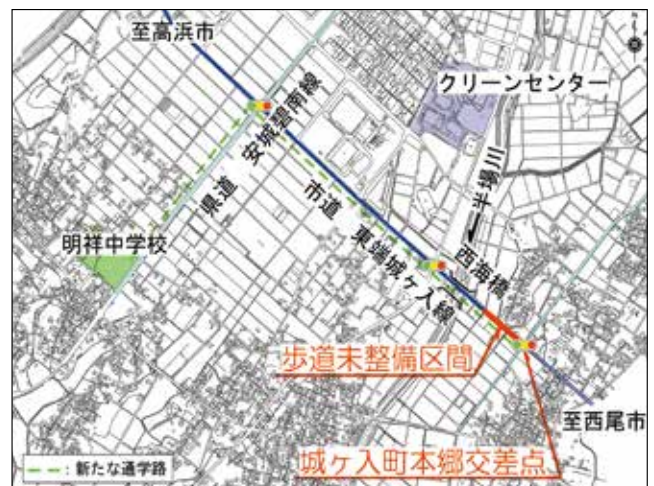 至高浜市
クリーンセンター
県道 安城碧南線
半場川
市道 東端城ヶ入線
西海橋
明祥中学校
歩道未整備区間
至西尾市
城ヶ入町本郷交差点
:新たな通学路